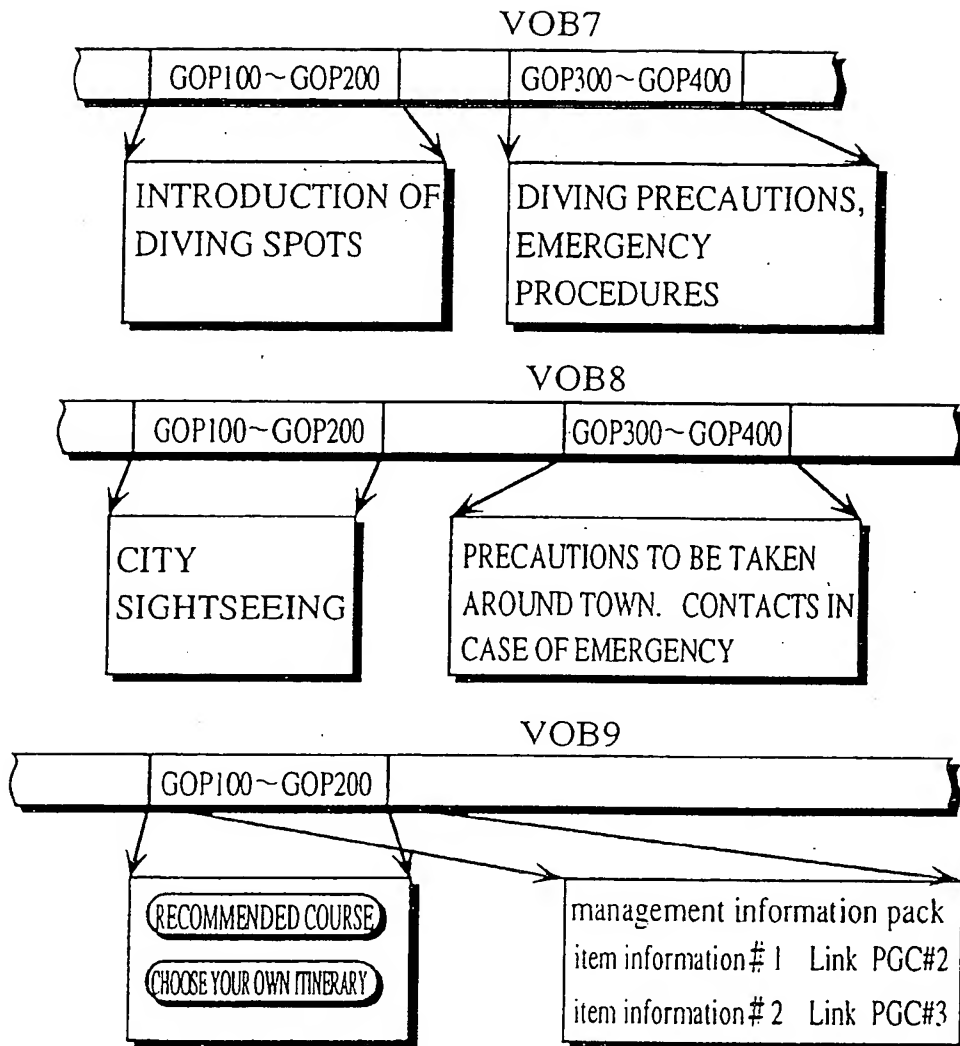 VOB7
GOP100~GOP200
GOP300~GOP400
INTRODUCTION OF
DIVING SPOTS
DIVING PRECAUTIONS,
EMERGENCY
PROCEDURES
VOB8
GOP100~GOP200
GOP300~GOP400
CITY
SIGHTSEEING
PRECAUTIONS TO BE TAKEN
AROUND TOWN. CONTACTS IN
CASE OF EMERGENCY
VOB9
GOP100~GOP200
RECOMMENDED COURSE
CHOOSE YOUR OWN ITINERARY
management information pack
item information # 1 Link PGC#2
item information # 2 Link PGC#3